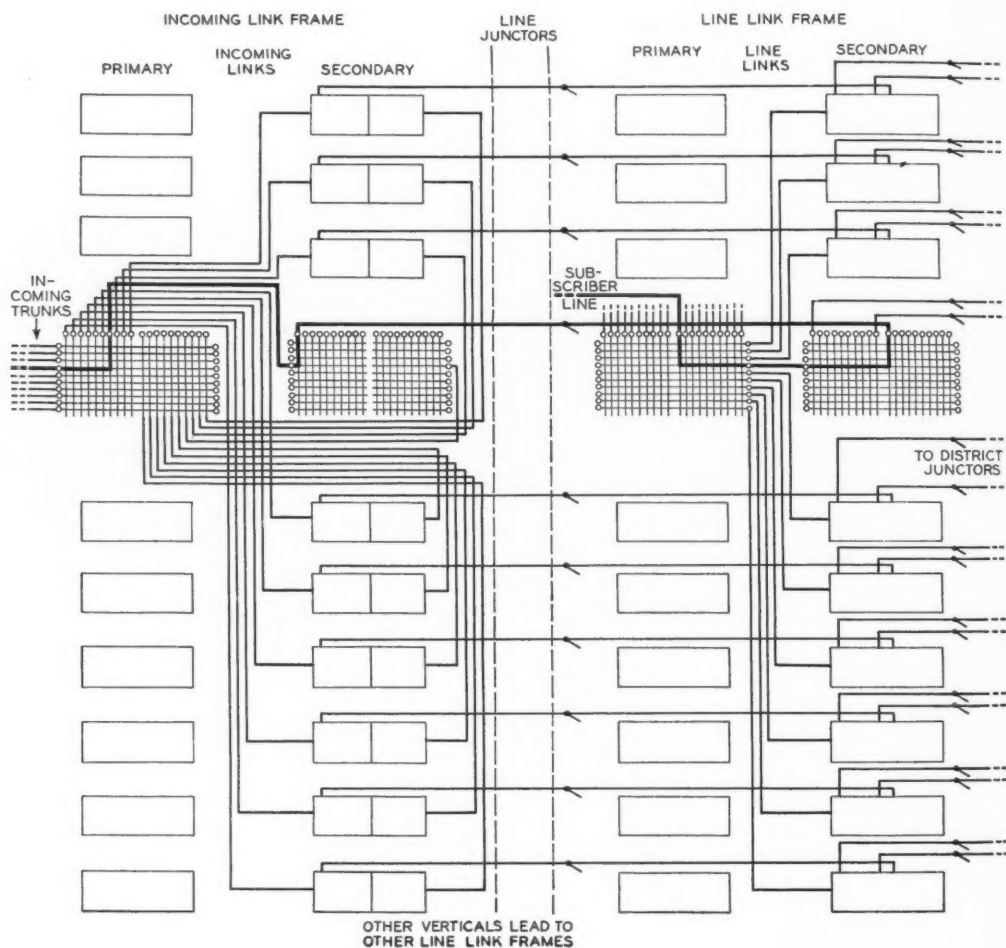 INCOMING LINK FRAME
LINE
JUNCTORS
LINE LINK FRAME
PRIMARY
INCOMING
LINKS
SECONDARY
PRIMARY
LINE
LINKS
SECONDARY
IN-
COMING
TRUNKS
SUB-
SCRIBER
LINE
TO DISTRICT
JUNCTORS
OTHER VERTICALS LEAD TO
OTHER LINE LINK FRAMES